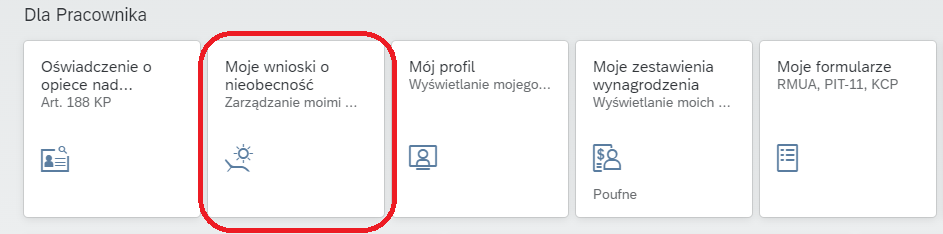 Dla Pracownika
Oświadczenie o
opiece nad...
Art. 188 KP
Moje wnioski o
nieobecność
Zarządzanie moimi ...
Mój profil
Wyświetlanie mojego...
Moje zestawienia
wynagrodzenia
Wyświetlanie moich ...
Poufne
Moje formularze
RMUA, PIT-11, KCP